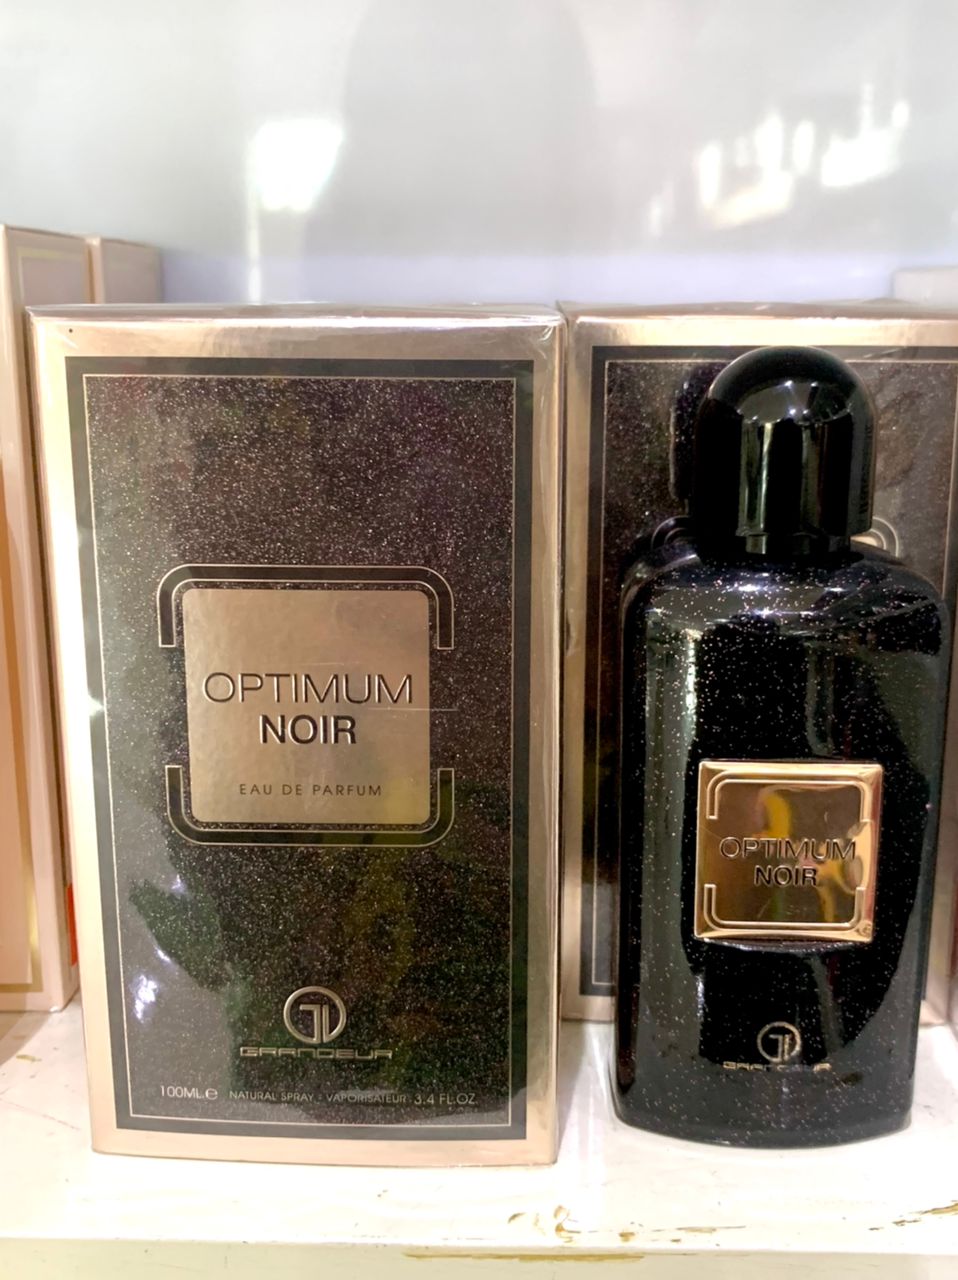 OPTIMUM
NOIR
EAU DE PARFUM
GRANDEUR
100ML.e NATURAL SPRAY - VAPORISATEUR 3.4 FL.OZ
OPTIMUM
NOIR
GRANDEUR